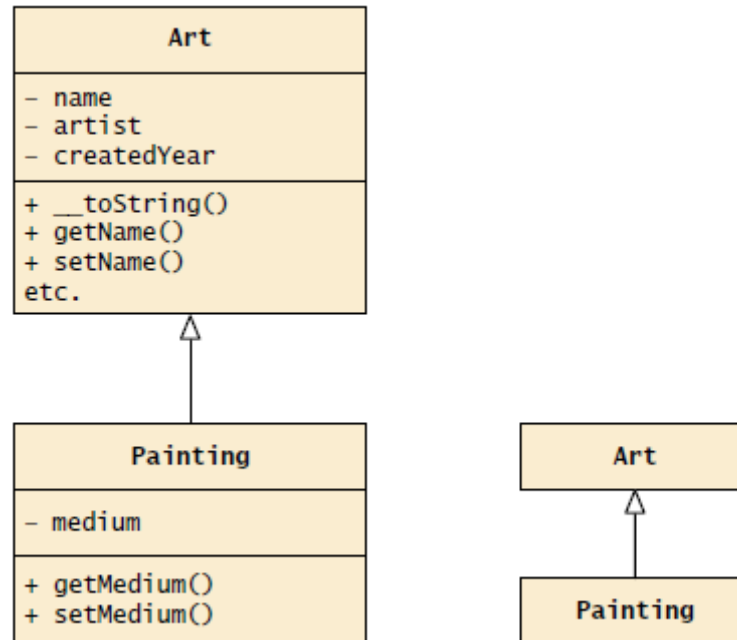 Art
– name
– artist
– createdYear
+ __toString()
+ getName()
+ setName()
etc.
Painting
– medium
+ getMedium()
+ setMedium()
Art
Painting